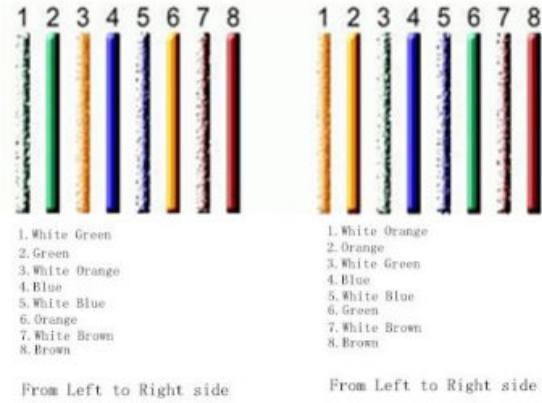 1 2 3 4 5 6 7 8
1. White Green
2. Green
3. White Orange
4. Blue
5. White Blue
6. Orange
7. White Brown
8. Brown
From Left to Right side
1 2 3 4 5 6 7 8
1. White Orange
2. Orange
3. White Green
4. Blue
5. White Blue
6. Green
7. White Brown
8. Brown
From Left to Right side